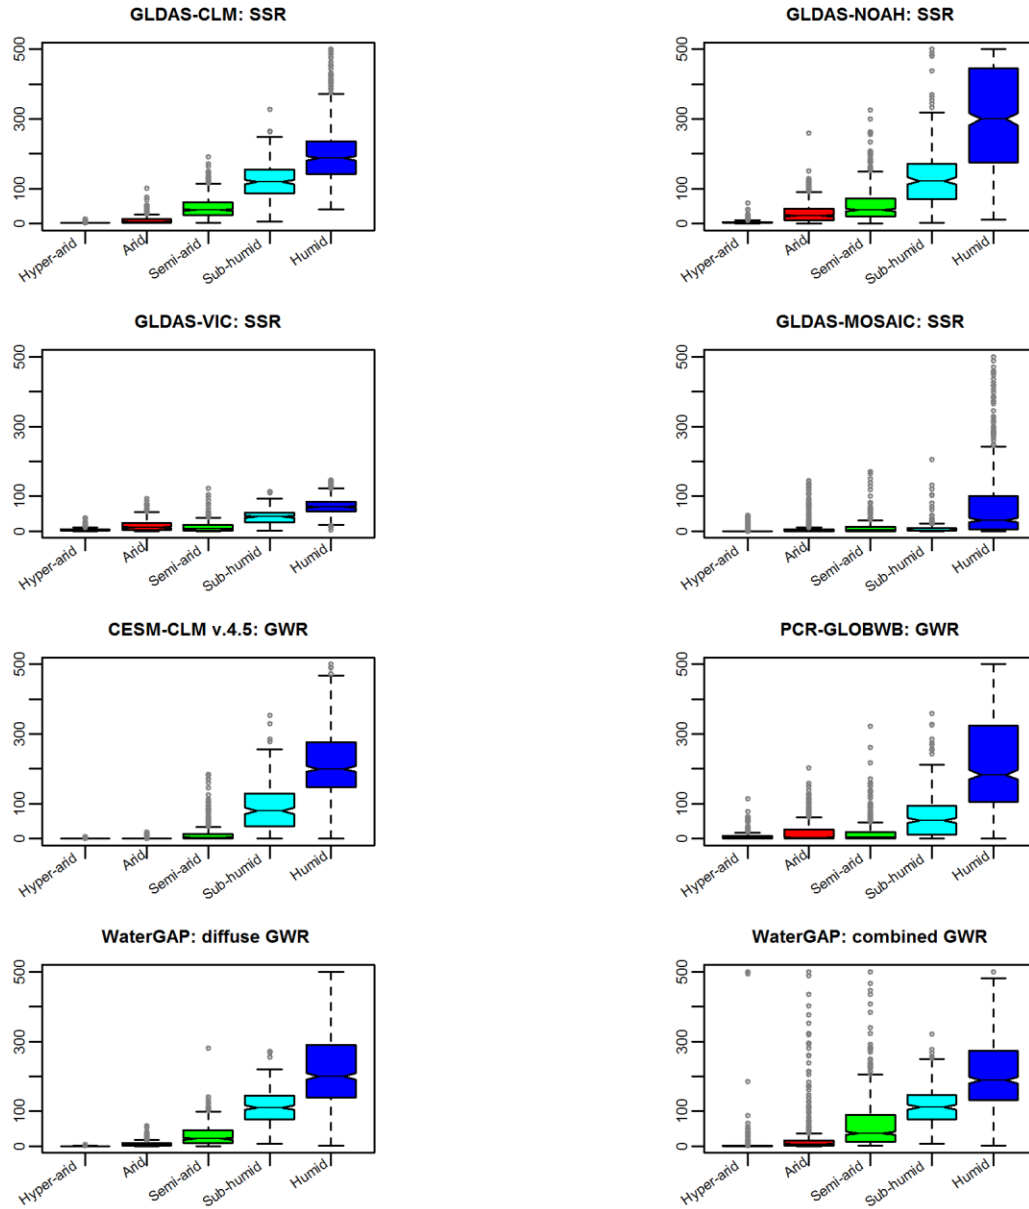 GLDAS-CLM: SSR
500
300
100
0
Hyper-arid
Arid
Semi-arid
Sub-humid
Humid
GLDAS-NOAH: SSR
500
300
100
0
Hyper-arid
Arid
Semi-arid
Sub-humid
Humid
GLDAS-VIC: SSR
500
300
100
0
Hyper-arid
Arid
Semi-arid
Sub-humid
Humid
GLDAS-MOSAIC: SSR
500
300
100
0
Hyper-arid
Arid
Semi-arid
Sub-humid
Humid
CESM-CLM v.4.5: GWR
500
300
100
0
Hyper-arid
Arid
Semi-arid
Sub-humid
Humid
PCR-GLOBWB: GWR
500
300
100
0
Hyper-arid
Arid
Semi-arid
Sub-humid
Humid
WaterGAP: diffuse GWR
500
300
100
0
Hyper-arid
Arid
Semi-arid
Sub-humid
Humid
WaterGAP: combined GWR
500
300
100
0
Hyper-arid
Arid
Semi-arid
Sub-humid
Humid